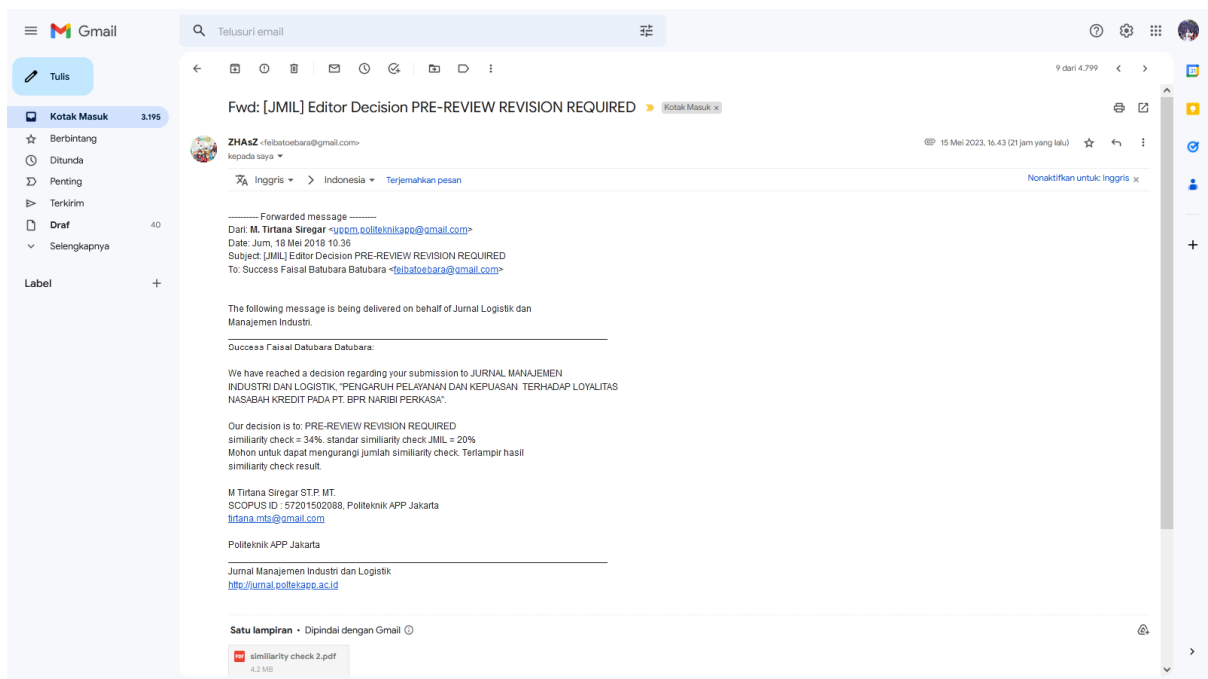 Gmail
Telusuri email
Tulis
9 dari 4.799
Kotak Masuk 3.195
Berbintang
Ditunda
Penting
Terkirim
Draf 40
Selengkapnya
Label
Fwd: [JMIL] Editor Decision PRE-REVIEW REVISION REQUIRED Kotak Masuk x
ZHAsZ <feibatoebara@gmail.com>
15 Mei 2023, 16.43 (21 jam yang lalu)
kepada saya
Inggris > Indonesia Terjemahkan pesan
Nonaktifkan untuk: Inggris x
---------- Forwarded message ---------
Dari: M. Tirtana Siregar <uppm.politeknikapp@gmail.com>
Date: Jum, 18 Mei 2018 10.36
Subject: [JMIL] Editor Decision PRE-REVIEW REVISION REQUIRED
To: Success Faisal Batubara Batubara <feibatoebara@gmail.com>
The following message is being delivered on behalf of Jurnal Logistik dan
Manajemen Industri.
Success Faisal Batubara Batubara:
We have reached a decision regarding your submission to JURNAL MANAJEMEN
INDUSTRI DAN LOGISTIK, "PENGARUH PELAYANAN DAN KEPUASAN TERHADAP LOYALITAS
NASABAH KREDIT PADA PT. BPR NARIBI PERKASA".
Our decision is to: PRE-REVIEW REVISION REQUIRED
similiarity check = 34%. standar similiarity check JMIL = 20%
Mohon untuk dapat mengurangi jumlah similiarity check. Terlampir hasil
similiarity check result.
M Tirtana Siregar ST.P. MT.
SCOPUS ID : 57201502088, Politeknik APP Jakarta
tirtana.mts@gmail.com
Politeknik APP Jakarta
Jurnal Manajemen Industri dan Logistik
http://jurnal.poltekapp.ac.id
Satu lampiran • Dipindai dengan Gmail
PDF similiarity check 2.pdf
4.2 MB